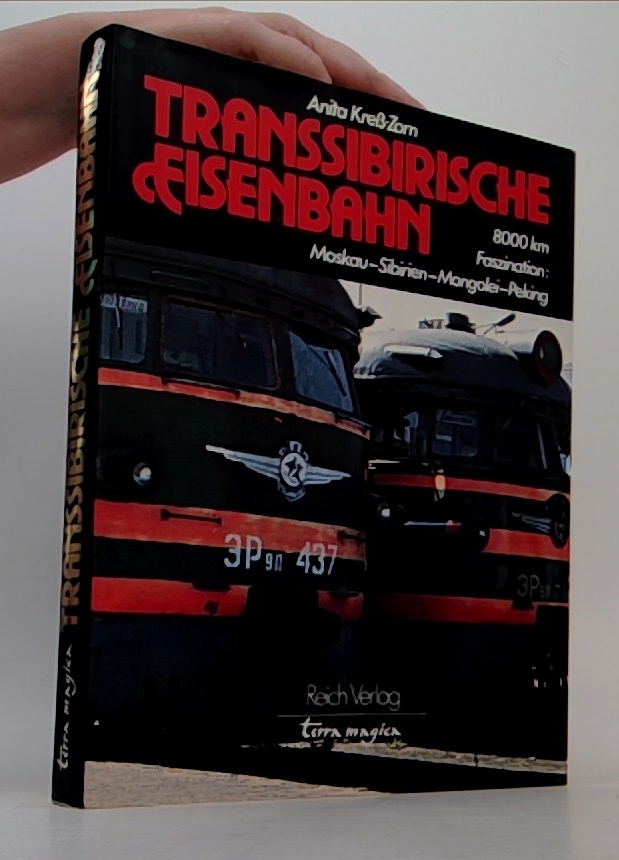 Anita Kreß-Zorn
TRANSSIBIRISCHE
EISENBAHN
8000 km
Faszination:
Moskau–Sibirien–Mongolei–Peking
ЭР9П 437
ЭР9П
Reich Verlag
terra magica
TRANSSIBIRISCHE EISENBAHN
terra magica